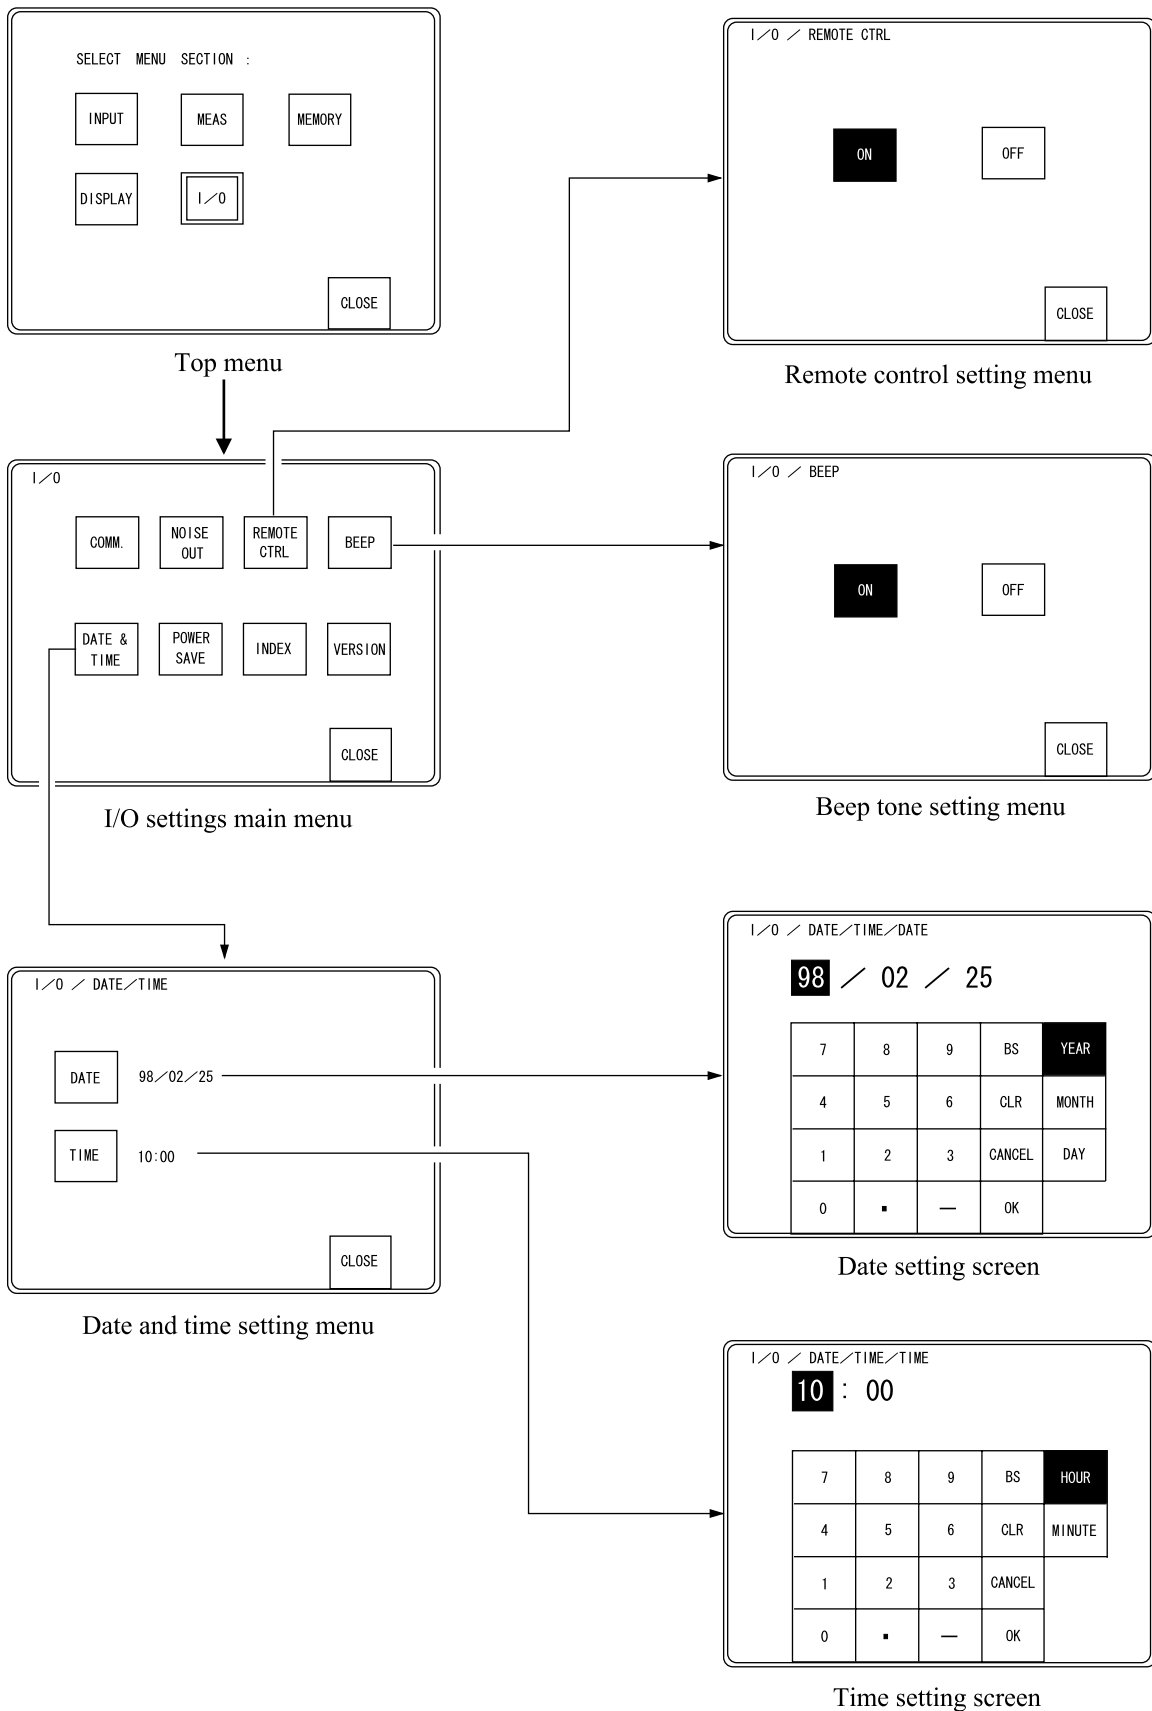 SELECT MENU SECTION :
INPUT MEAS MEMORY
DISPLAY I/O
CLOSE
Top menu
I/O / REMOTE CTRL
ON OFF
CLOSE
Remote control setting menu
I/O
COMM. NOISE OUT REMOTE CTRL BEEP
DATE & TIME POWER SAVE INDEX VERSION
CLOSE
I/O settings main menu
I/O / BEEP
ON OFF
CLOSE
Beep tone setting menu
I/O / DATE/TIME
DATE 98/02/25
TIME 10:00
CLOSE
Date and time setting menu
I/O / DATE/TIME/DATE
98 / 02 / 25
7 8 9 BS YEAR
4 5 6 CLR MONTH
1 2 3 CANCEL DAY
0 . — OK
Date setting screen
I/O / DATE/TIME/TIME
10 : 00
7 8 9 BS HOUR
4 5 6 CLR MINUTE
1 2 3 CANCEL
0 . — OK
Time setting screen